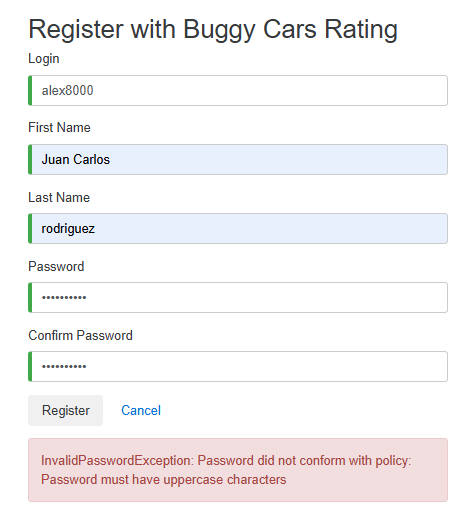 Register with Buggy Cars Rating
Login
alex8000
First Name
Juan Carlos
Last Name
rodriguez
Password
••••••••••
Confirm Password
••••••••••
Register Cancel
InvalidPasswordException: Password did not conform with policy:
Password must have uppercase characters